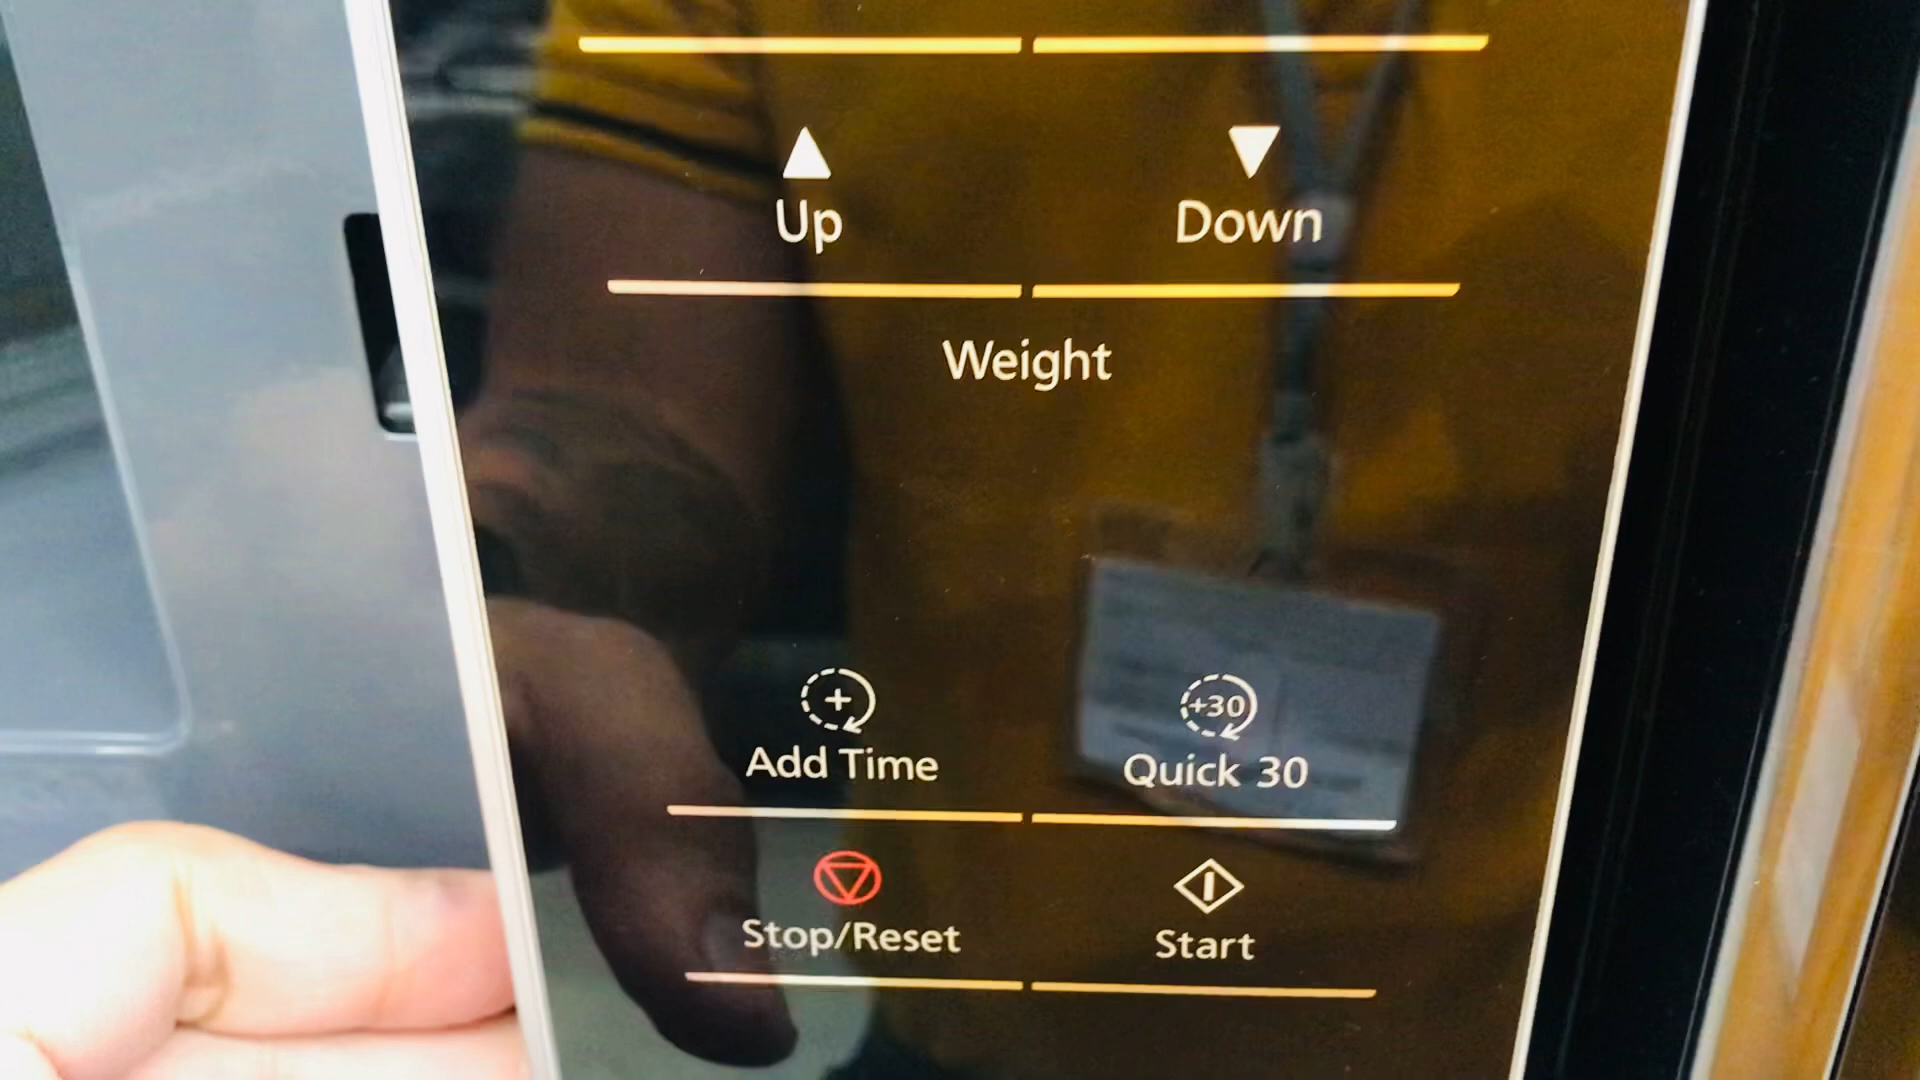 Up Down
Weight
+ +30
Add Time Quick 30
Stop/Reset Start